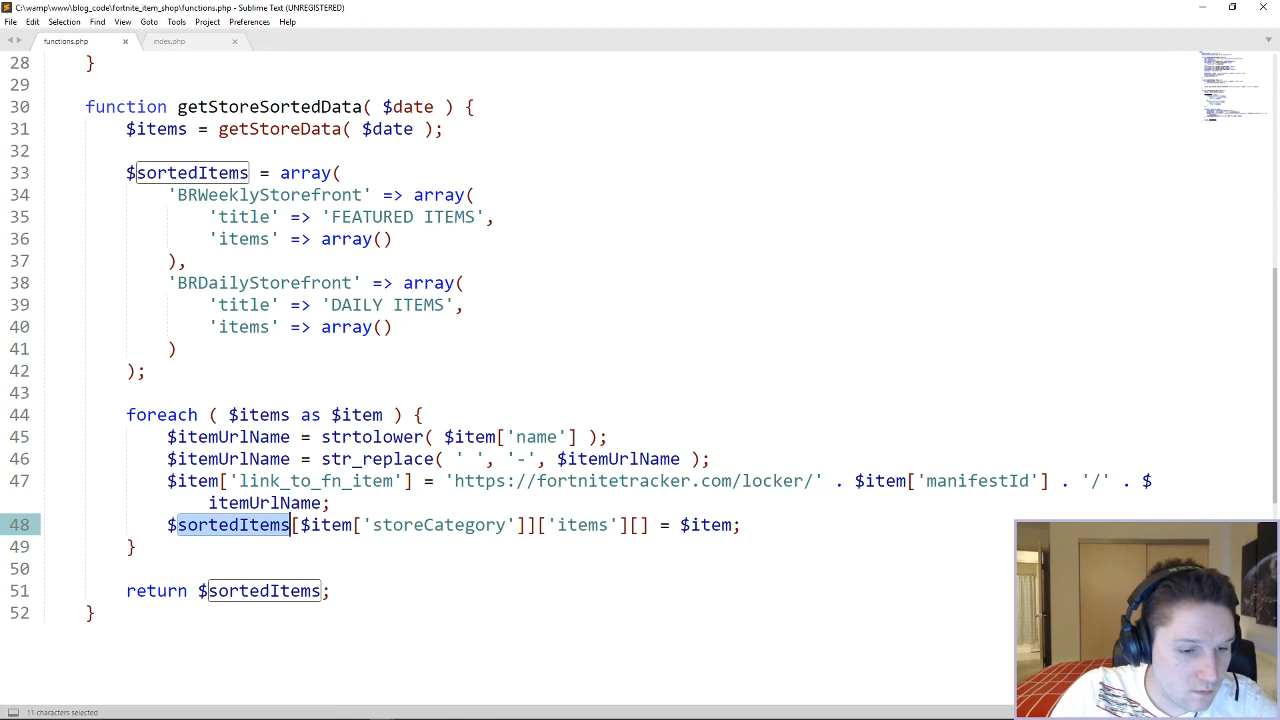 C:\wamp\www\blog_code\fortnite_item_shop\functions.php - Sublime Text (UNREGISTERED)
File Edit Selection Find View Goto Tools Project Preferences Help
functions.php index.php
28 }
29
30 function getStoreSortedData( $date ) {
31 $items = getStoreData( $date );
32
33 $sortedItems = array(
34 'BRWeeklyStorefront' => array(
35 'title' => 'FEATURED ITEMS',
36 'items' => array()
37 ),
38 'BRDailyStorefront' => array(
39 'title' => 'DAILY ITEMS',
40 'items' => array()
41 )
42 );
43
44 foreach ( $items as $item ) {
45 $itemUrlName = strtolower( $item['name'] );
46 $itemUrlName = str_replace( ' ', '-', $itemUrlName );
47 $item['link_to_fn_item'] = 'https://fortnitetracker.com/locker/' . $item['manifestId'] . '/' . $
itemUrlName;
48 $sortedItems[$item['storeCategory']]['items'][] = $item;
49 }
50
51 return $sortedItems;
52 }
11 characters selected